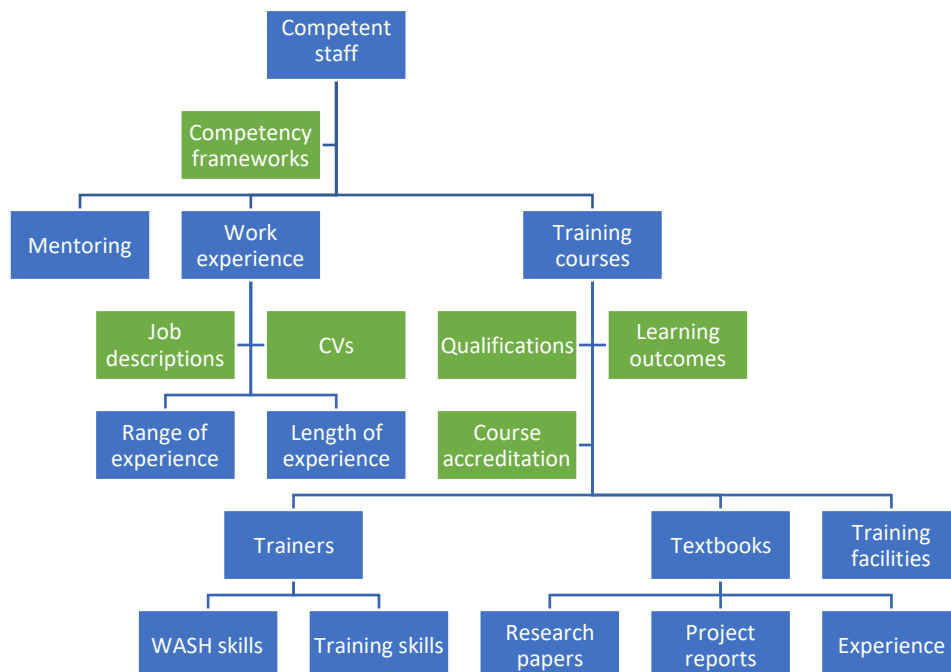 Competent
staff
Competency
frameworks
Mentoring
Work
experience
Training
courses
Job
descriptions
CVs
Qualifications
Learning
outcomes
Range of
experience
Length of
experience
Course
accreditation
Trainers
Textbooks
Training
facilities
WASH skills
Training skills
Research
papers
Project
reports
Experience